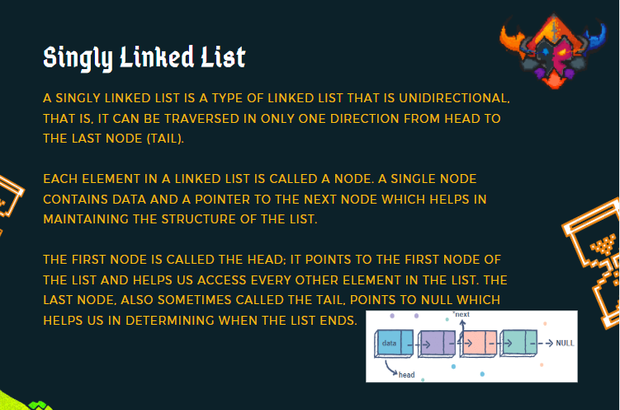 Singly Linked List
A SINGLY LINKED LIST IS A TYPE OF LINKED LIST THAT IS UNIDIRECTIONAL,
THAT IS, IT CAN BE TRAVERSED IN ONLY ONE DIRECTION FROM HEAD TO
THE LAST NODE (TAIL).
EACH ELEMENT IN A LINKED LIST IS CALLED A NODE. A SINGLE NODE
CONTAINS DATA AND A POINTER TO THE NEXT NODE WHICH HELPS IN
MAINTAINING THE STRUCTURE OF THE LIST.
THE FIRST NODE IS CALLED THE HEAD; IT POINTS TO THE FIRST NODE OF
THE LIST AND HELPS US ACCESS EVERY OTHER ELEMENT IN THE LIST. THE
LAST NODE, ALSO SOMETIMES CALLED THE TAIL, POINTS TO NULL WHICH
HELPS US IN DETERMINING WHEN THE LIST ENDS.
next
data
NULL
head